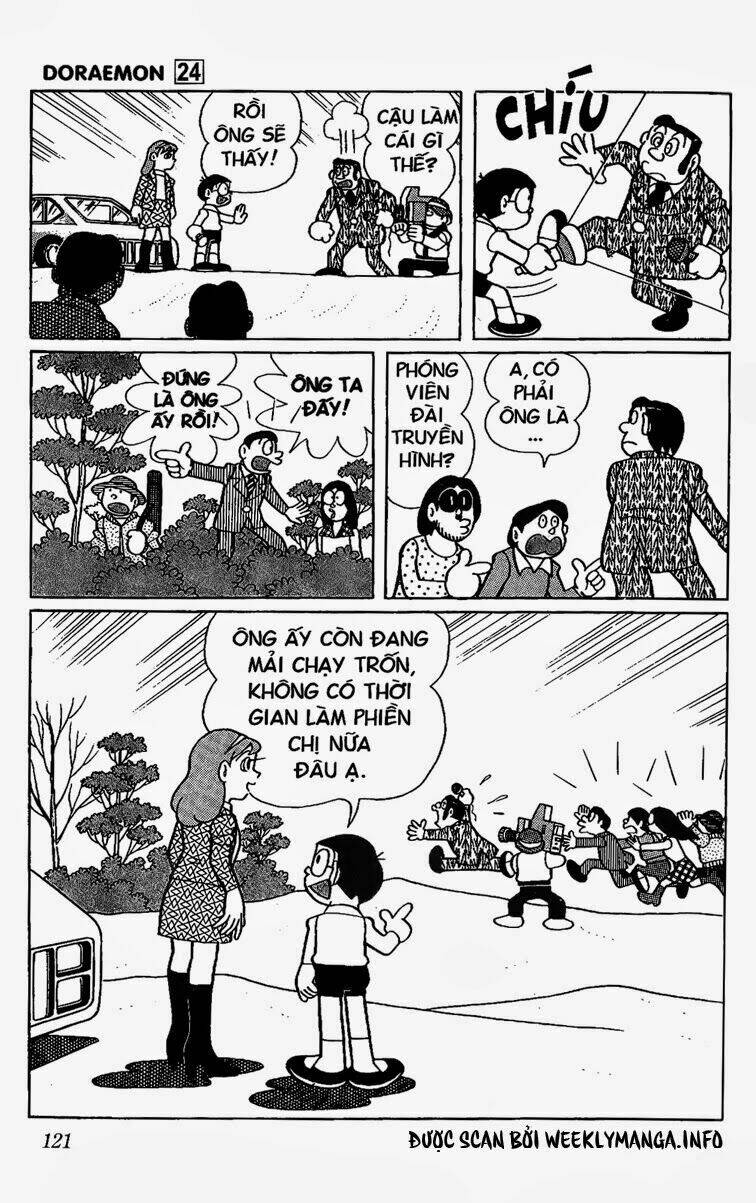 DORAEMON 24
RỒI
ÔNG SẼ
THẤY!
CẬU LÀM
CÁI GÌ
THẾ?
CHÍU
ĐỨNG
LÀ ÔNG
ẤY RỒI!
ÔNG TA
ĐẤY!
PHÓNG
VIÊN
ĐÀI
TRUYỀN
HÌNH?
A, CÓ
PHẢI
ÔNG LÀ
...
ÔNG ẤY CÒN ĐANG
MẢI CHẠY TRỐN,
KHÔNG CÓ THỜI
GIAN LÀM PHIỀN
CHỊ NỮA
ĐÂU Ạ.
121
ĐƯỢC SCAN BỞI WEEKLYMANGA.INFO